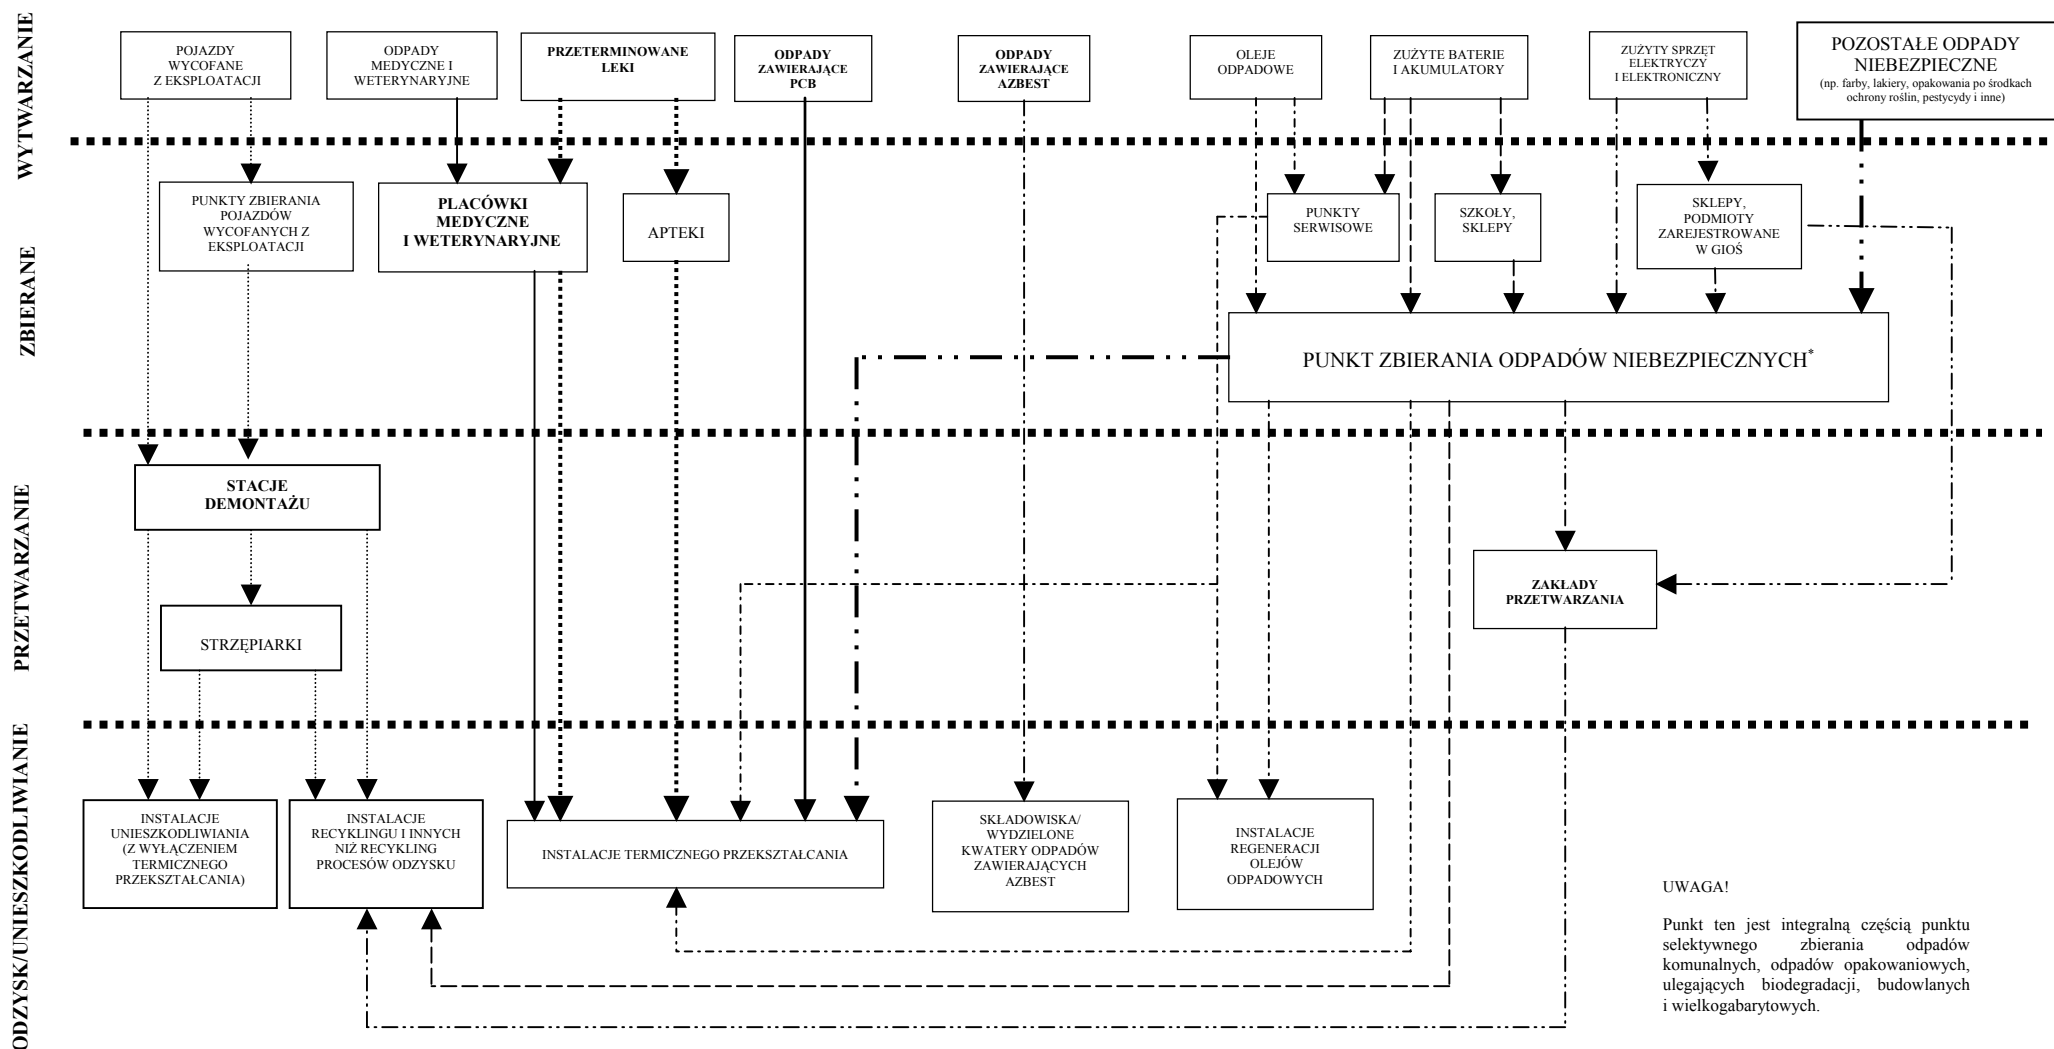 WYTWARZANIE
POJAZDY
WYCOFANE
Z EKSPLOATACJI
ODPADY
MEDYCZNE I
WETERYNARYJNE
PRZETERMINOWANE
LEKI
ODPADY
ZAWIERAJĄCE
PCB
ODPADY
ZAWIERAJĄCE
AZBEST
OLEJE
ODPADOWE
ZUŻYTE BATERIE
I AKUMULATORY
ZUŻYTY SPRZĘT
ELEKTRYCZY
I ELEKTRONICZNY
POZOSTAŁE ODPADY
NIEBEZPIECZNE
(np. farby, lakiery, opakowania po środkach
ochrony roślin, pestycydy i inne)
ZBIERANE
PUNKTY ZBIERANIA
POJAZDÓW
WYCOFANYCH Z
EKSPLOATACJI
PLACÓWKI
MEDYCZNE
I WETERYNARYJNE
APTEKI
PUNKTY
SERWISOWE
SZKOŁY,
SKLEPY
SKLEPY,
PODMIOTY
ZAREJESTROWANE
W GIOŚ
PUNKT ZBIERANIA ODPADÓW NIEBEZPIECZNYCH*
PRZETWARZANIE
STACJE
DEMONTAŻU
STRZĘPIARKI
ZAKŁADY
PRZETWARZANIA
ODZYSK/UNIESZKODLIWIANIE
INSTALACJE
UNIESZKODLIWIANIA
(Z WYŁĄCZENIEM
TERMICZNEGO
PRZEKSZTAŁCANIA)
INSTALACJE
RECYKLINGU I INNYCH
NIŻ RECYKLING
PROCESÓW ODZYSKU
INSTALACJE TERMICZNEGO PRZEKSZTAŁCANIA
SKŁADOWISKA/
WYDZIELONE
KWATERY ODPADÓW
ZAWIERAJĄCYCH
AZBEST
INSTALACJE
REGENERACJI
OLEJÓW
ODPADOWYCH
UWAGA!
Punkt ten jest integralną częścią punktu
selektywnego zbierania odpadów
komunalnych, odpadów opakowaniowych,
ulegających biodegradacji, budowlanych
i wielkogabarytowych.